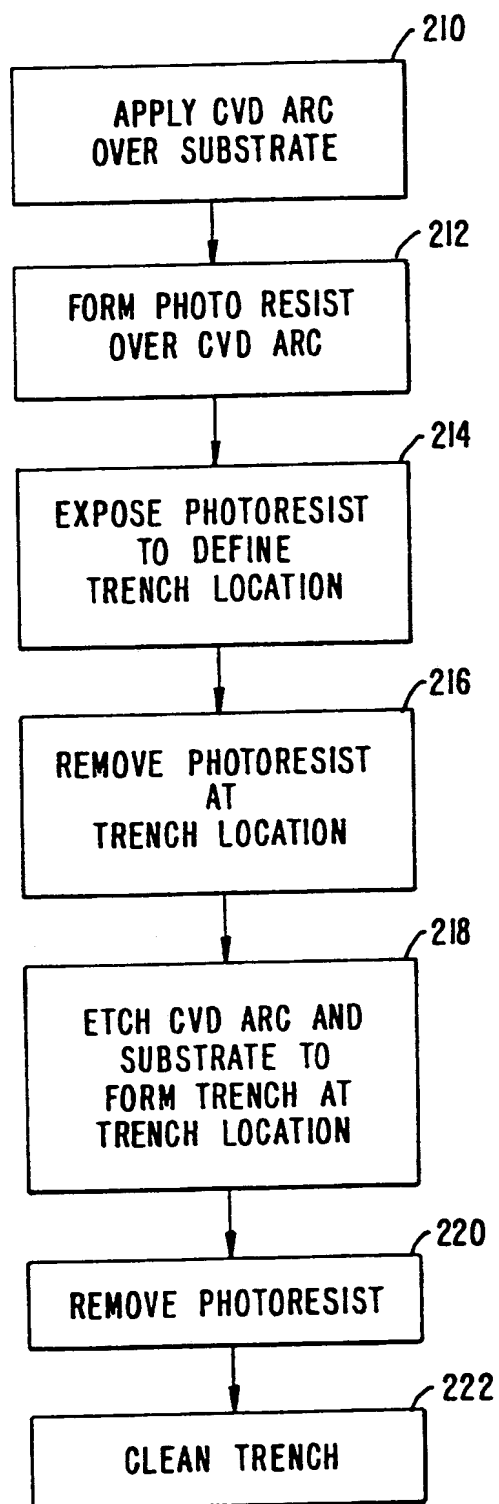 210
APPLY CVD ARC
OVER SUBSTRATE
212
FORM PHOTO RESIST
OVER CVD ARC
214
EXPOSE PHOTORESIST
TO DEFINE
TRENCH LOCATION
216
REMOVE PHOTORESIST
AT
TRENCH LOCATION
218
ETCH CVD ARC AND
SUBSTRATE TO
FORM TRENCH AT
TRENCH LOCATION
220
REMOVE PHOTORESIST
222
CLEAN TRENCH